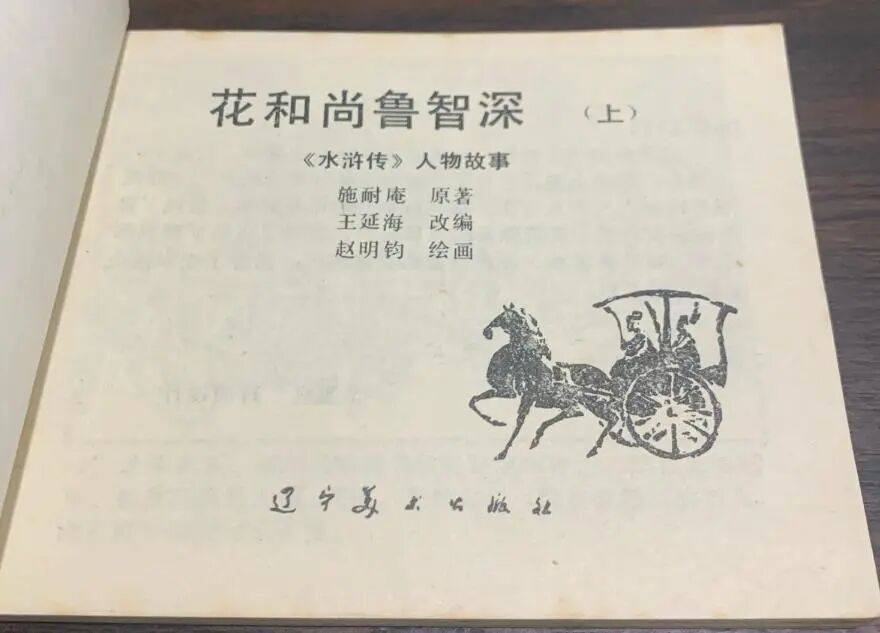 花和尚鲁智深 （上）
《水浒传》人物故事
施耐庵 原著
王延海 改编
赵明钧 绘画
辽宁美术出版社